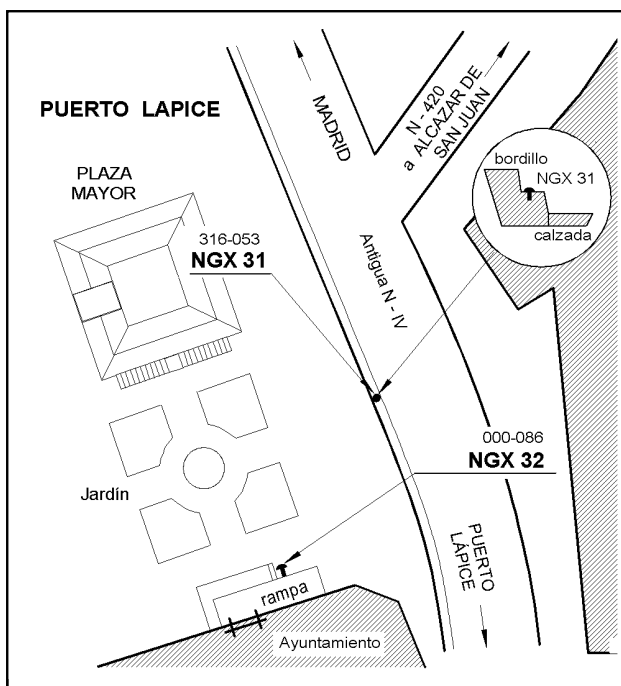 PUERTO LAPICE
MADRID
N - 420
a ALCAZAR DE
SAN JUAN
bordillo
NGX 31
calzada
PLAZA
MAYOR
316-053
NGX 31
Antigua N - IV
000-086
NGX 32
Jardín
PUERTO
LÁPICE
rampa
Ayuntamiento